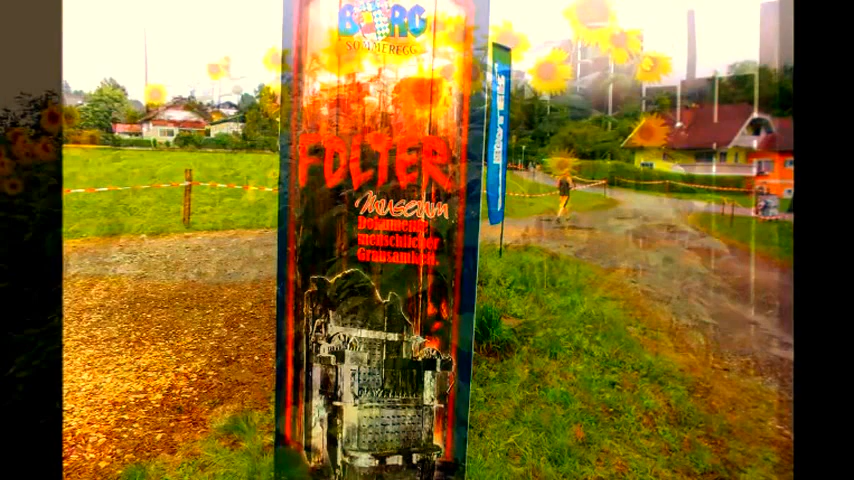 BURG
SOMMEREGG
FOLTER
Museum
Dokumente
menschlicher
Grausamkeit